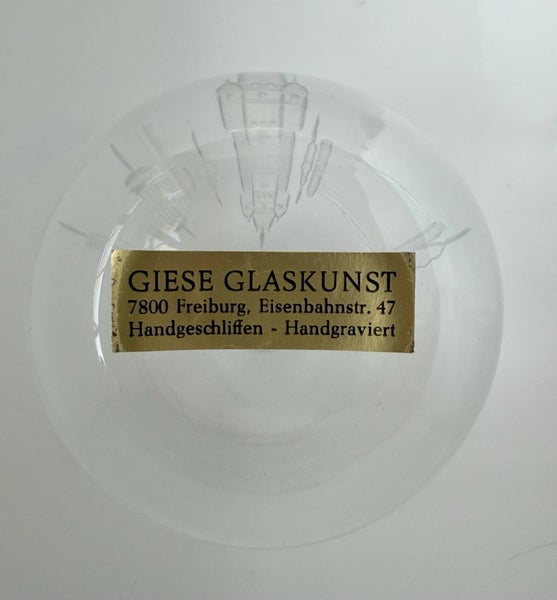 GIESE GLASKUNST
7800 Freiburg, Eisenbahnstr. 47
Handgeschliffen - Handgraviert